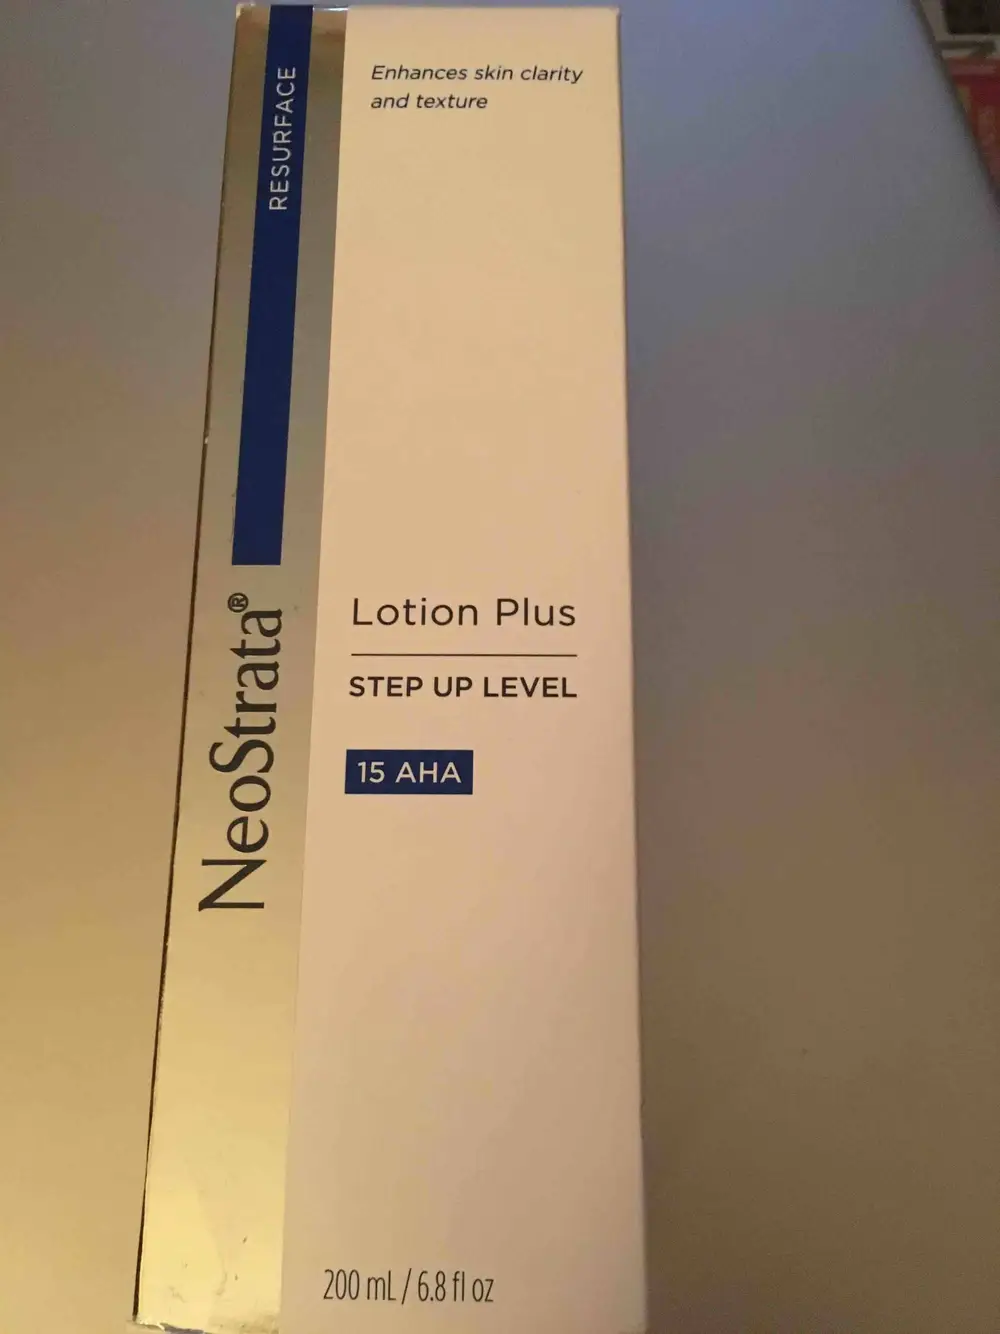 RESURFACE
NeoStrata®
Enhances skin clarity
and texture
Lotion Plus
STEP UP LEVEL
15 AHA
200 mL / 6.8 fl oz